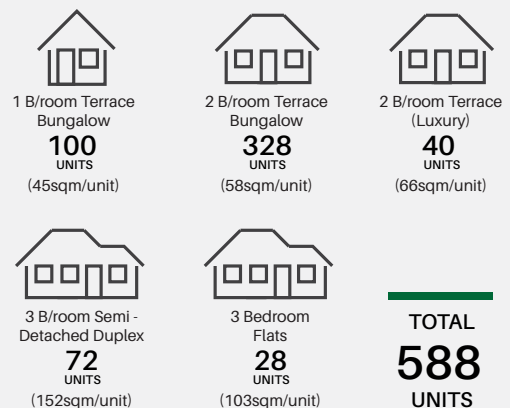 1 B/room Terrace
Bungalow
100
UNITS
(45sqm/unit)
2 B/room Terrace
Bungalow
328
UNITS
(58sqm/unit)
2 B/room Terrace
(Luxury)
40
UNITS
(66sqm/unit)
3 B/room Semi -
Detached Duplex
72
UNITS
(152sqm/unit)
3 Bedroom
Flats
28
UNITS
(103sqm/unit)
TOTAL
588
UNITS